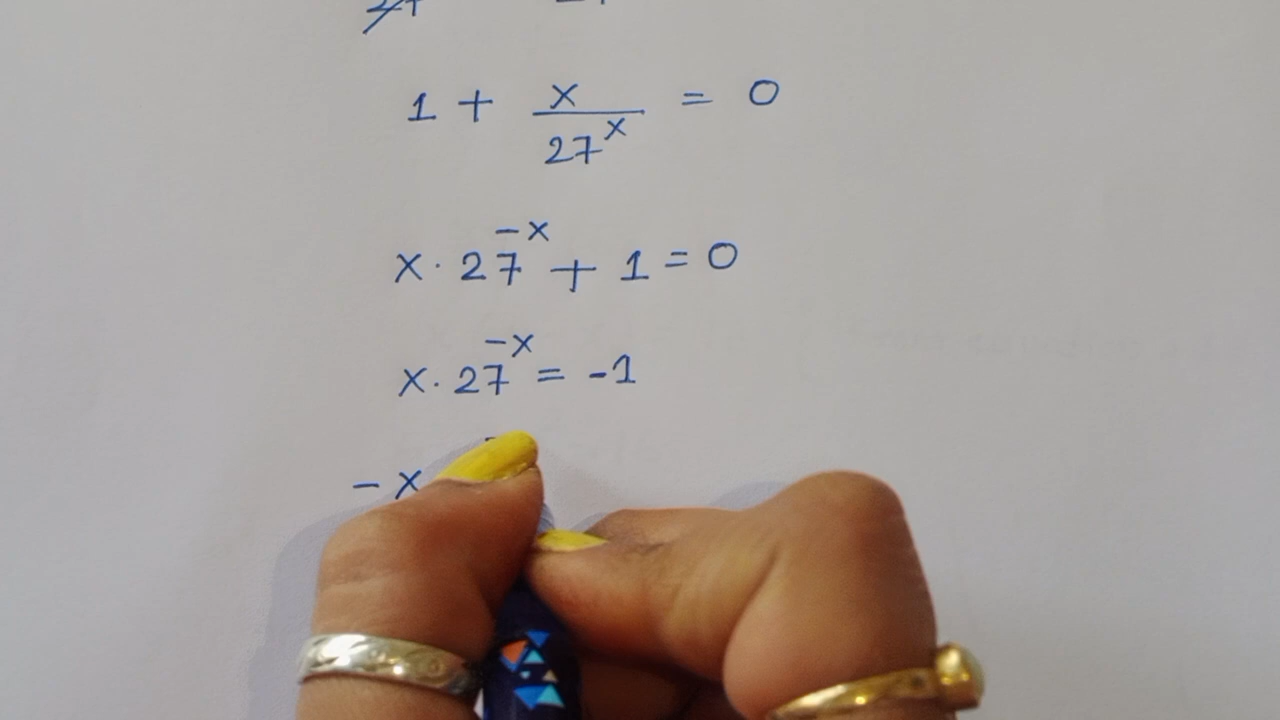 1 + x/27^x = 0
x · 27^-x + 1 = 0
x · 27^-x = -1
- x